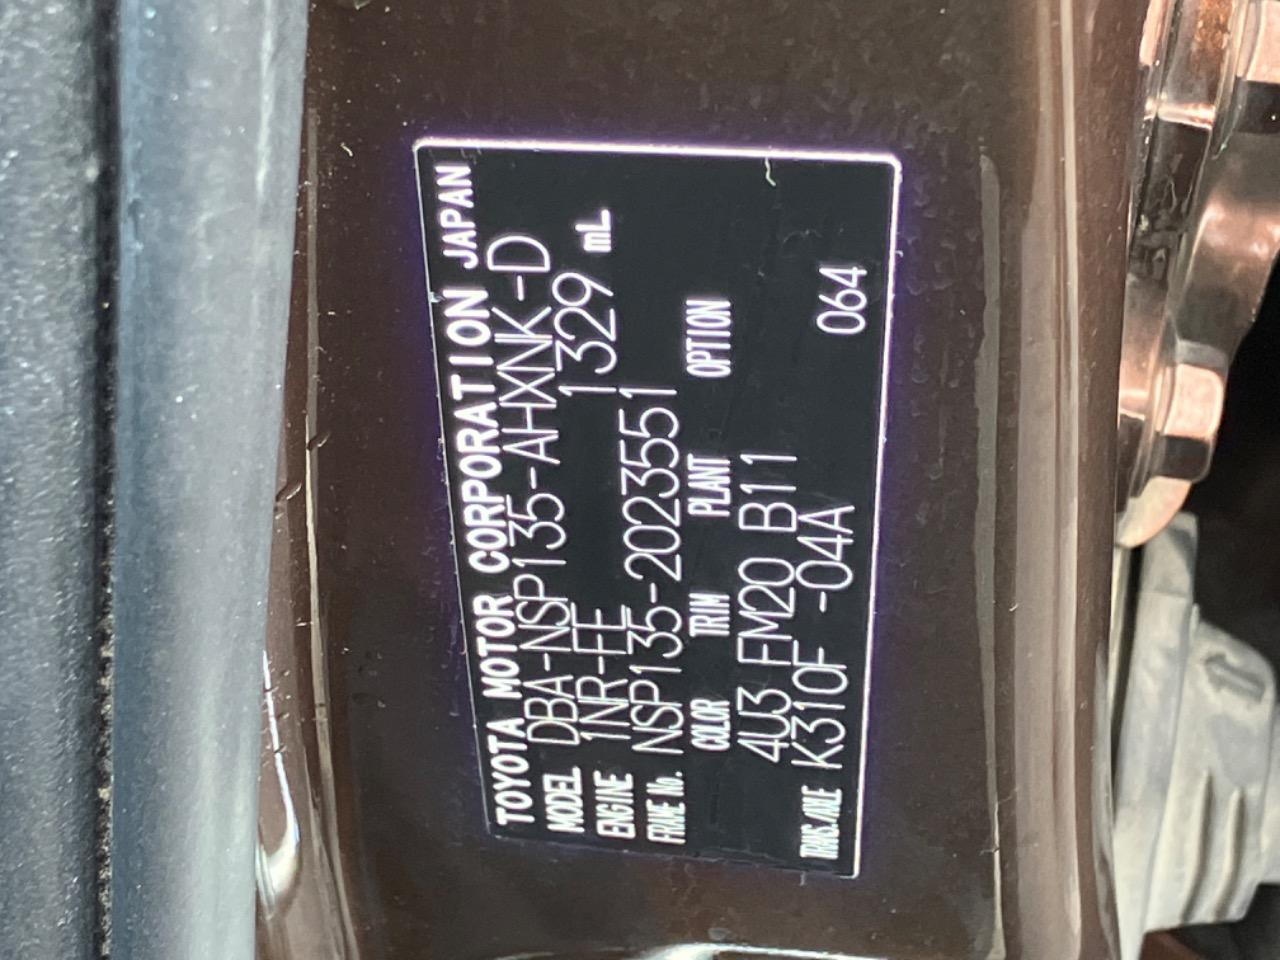 TOYOTA MOTOR CORPORATION JAPAN
MODEL DBA-NSP135-AHXNK-D
ENGINE 1NR-FE 1329 mL
FRAME No. NSP135-2023551
COLOR TRIM PLANT OPTION
4U3 FM20 B11
TRANS./AXLE K310F -04A 064